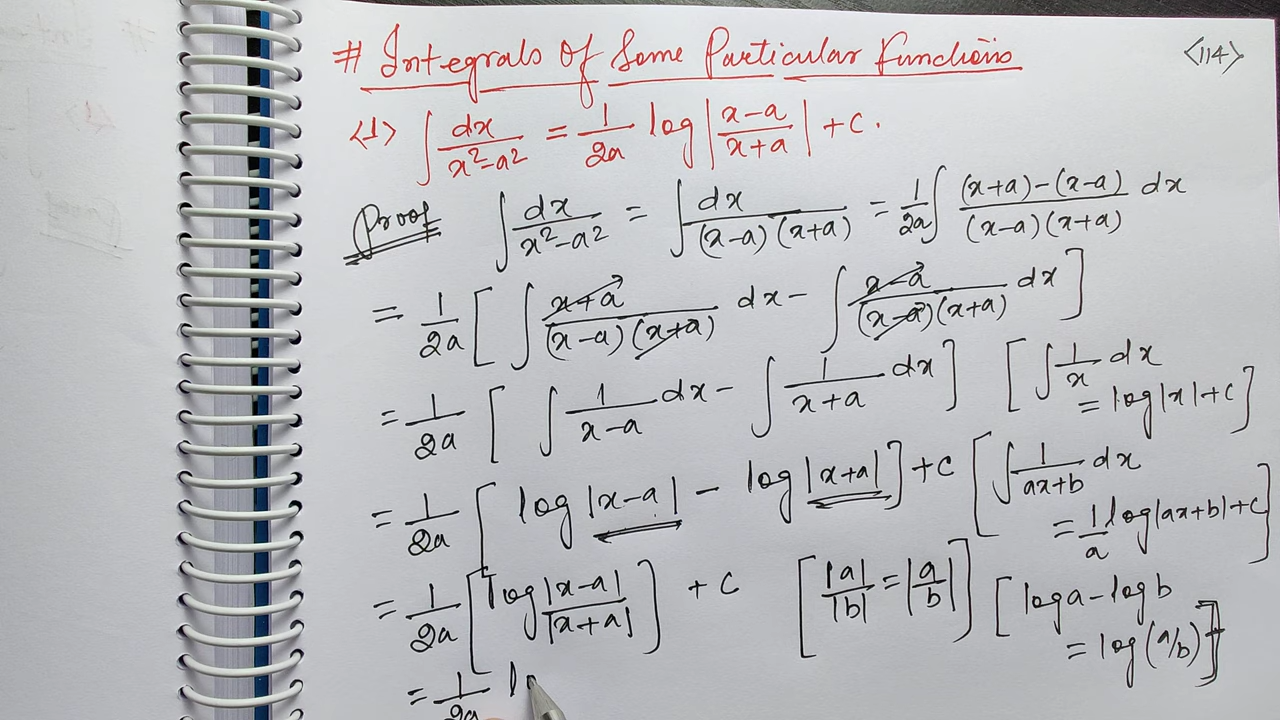 # Integrals Of Some Particular Functions <114>
<1> ∫ dx/(x²-a²) = 1/2a log |(x-a)/(x+a)| + c.
Proof ∫ dx/(x²-a²) = ∫ dx/((x-a)(x+a)) = 1/2a ∫ ((x+a)-(x-a))/((x-a)(x+a)) dx
= 1/2a [ ∫ (x+a)/((x-a)(x+a)) dx - ∫ (x-a)/((x-a)(x+a)) dx ]
= 1/2a [ ∫ 1/(x-a) dx - ∫ 1/(x+a) dx ] [ ∫ 1/x dx = log|x|+c ]
= 1/2a [ log |x-a| - log |x+a| ] + c [ ∫ 1/(ax+b) dx = 1/a log|ax+b|+c ]
= 1/2a [ log |x-a|/|x+a| ] + c [ |a|/|b| = |a/b| ] [ log a - log b = log (a/b) ]
= 1/2a lo